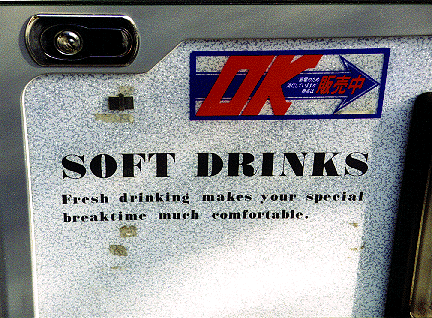 OK
販売中
SOFT DRINKS
Fresh drinking makes your special
breaktime much comfortable.